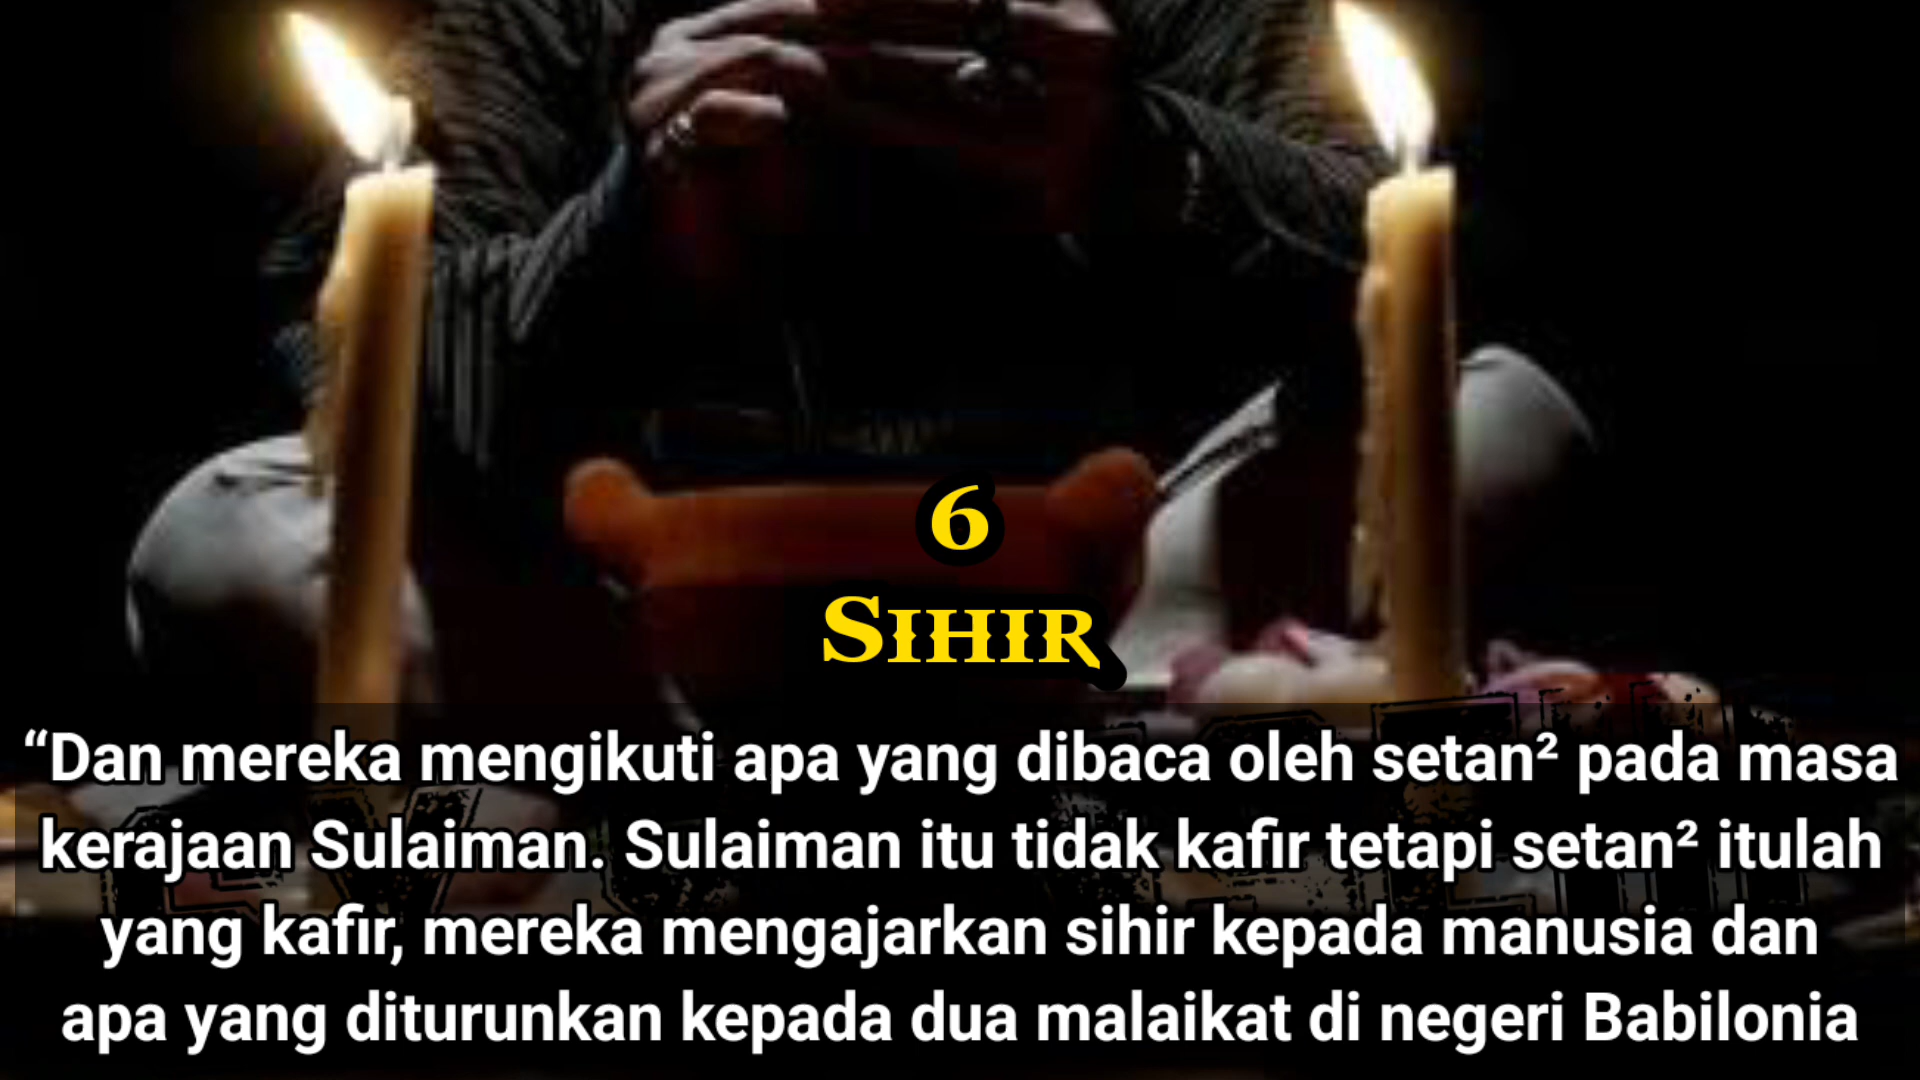 6
SIHIR
“Dan mereka mengikuti apa yang dibaca oleh setan² pada masa
kerajaan Sulaiman. Sulaiman itu tidak kafir tetapi setan² itulah
yang kafir, mereka mengajarkan sihir kepada manusia dan
apa yang diturunkan kepada dua malaikat di negeri Babilonia